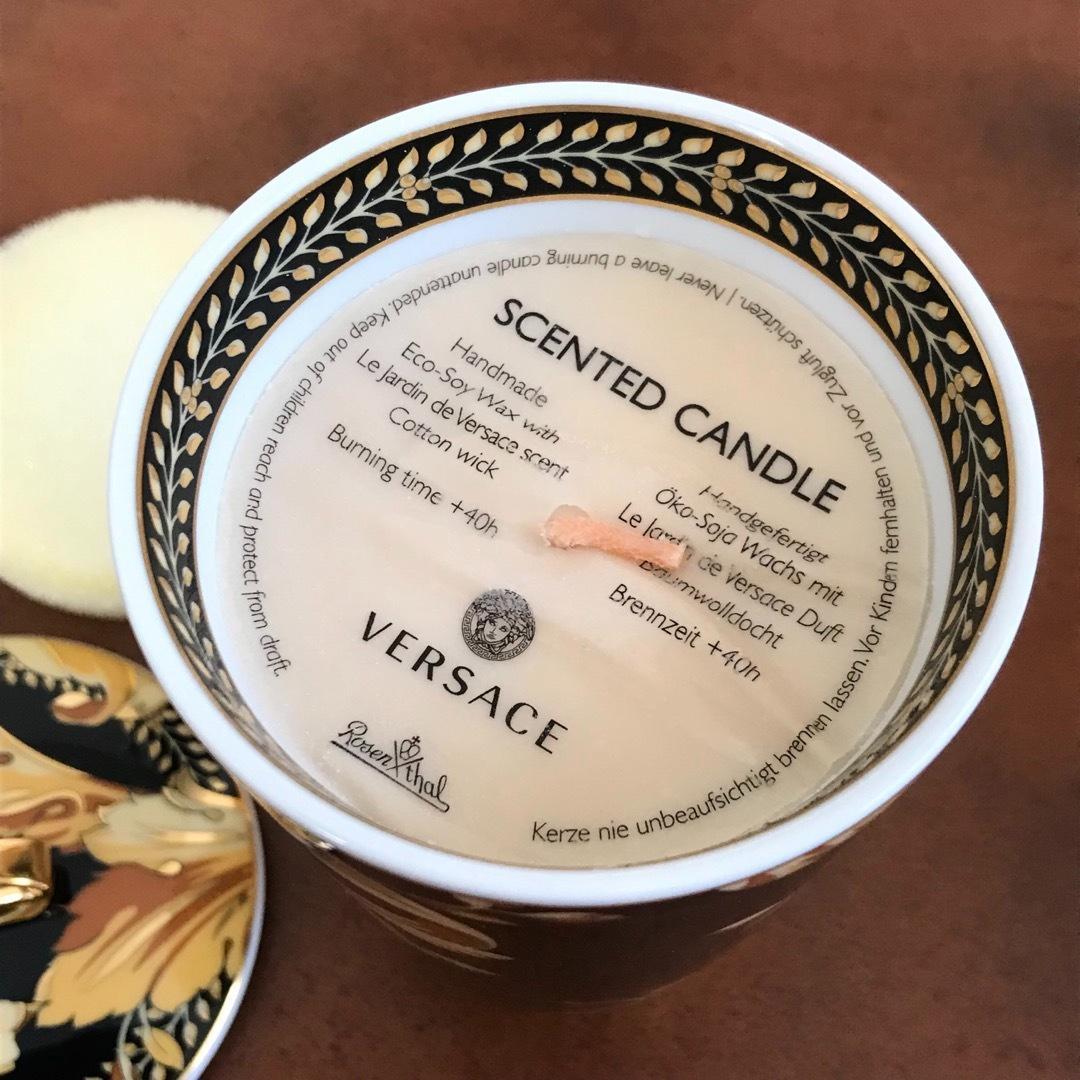 SCENTED CANDLE
Handmade
Eco-Soy Wax with
Le Jardin de Versace scent
Cotton wick
Burning time +40h
Handgefertigt
Öko-Soja Wachs mit
Le Jardin de Versace Duft
Baumwolldocht
Brennzeit +40h
VERSACE
Rosenthal
Kerze nie unbeaufsichtigt brennen lassen. Vor Kindern fernhalten und vor Zugluft schützen. | Never leave a burning candle unattended. Keep out of children reach and protect from draft.